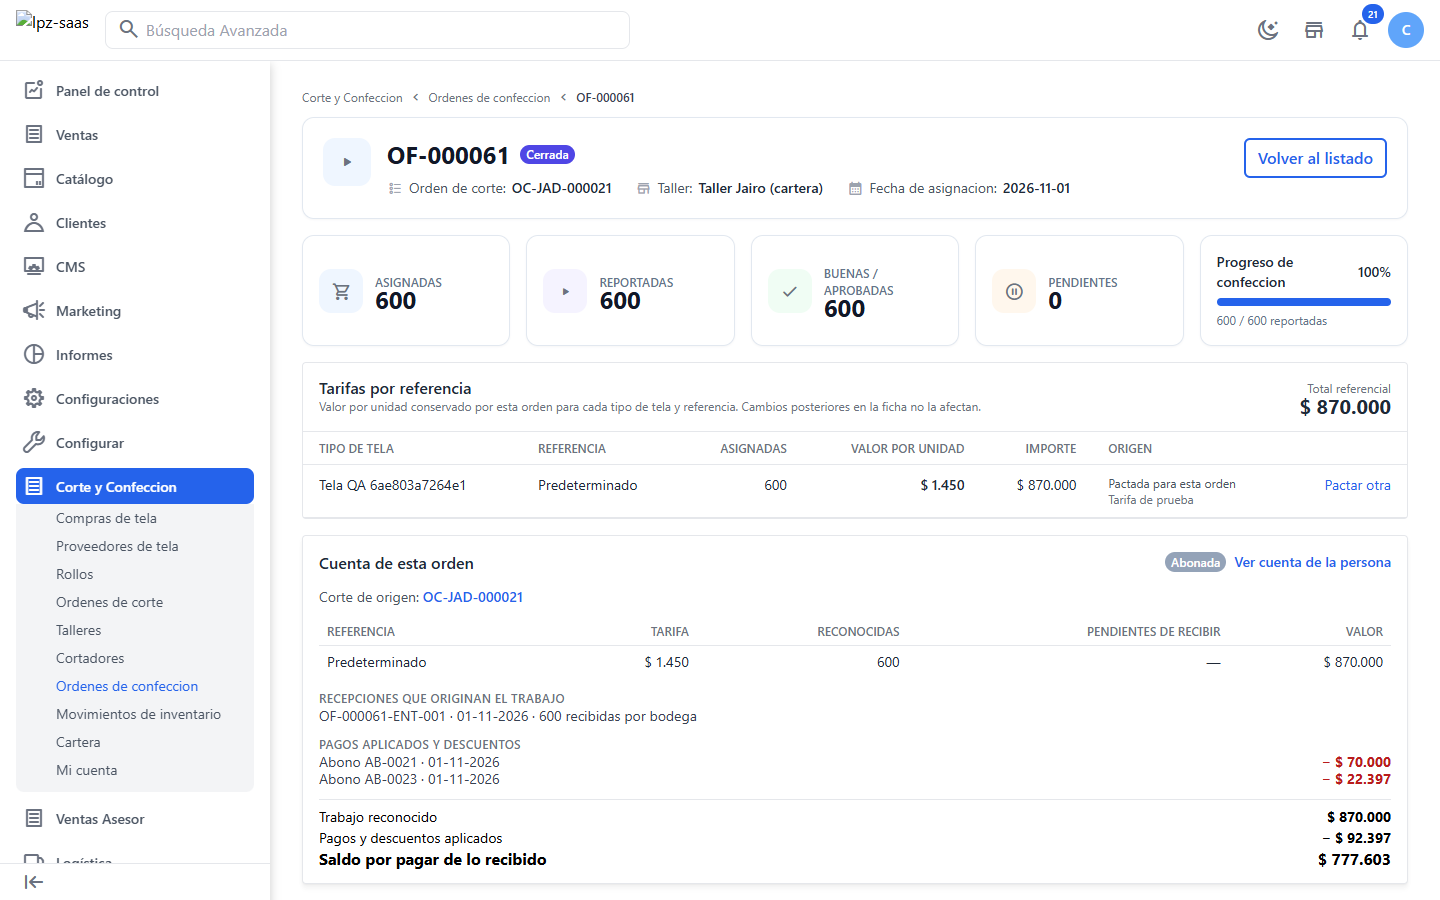 lpz-saas
Búsqueda Avanzada
21
C
Panel de control
Ventas
Catálogo
Clientes
CMS
Marketing
Informes
Configuraciones
Configurar
Corte y Confeccion
Compras de tela
Proveedores de tela
Rollos
Ordenes de corte
Talleres
Cortadores
Ordenes de confeccion
Movimientos de inventario
Cartera
Mi cuenta
Ventas Asesor
Logística
Corte y Confeccion < Ordenes de confeccion < OF-000061
OF-000061 Cerrada
Volver al listado
Orden de corte: OC-JAD-000021 Taller: Taller Jairo (cartera) Fecha de asignacion: 2026-11-01
ASIGNADAS
600
REPORTADAS
600
BUENAS /
APROBADAS
600
PENDIENTES
0
Progreso de
confeccion
100%
600 / 600 reportadas
Tarifas por referencia
Valor por unidad conservado por esta orden para cada tipo de tela y referencia. Cambios posteriores en la ficha no la afectan.
Total referencial
$ 870.000
TIPO DE TELA REFERENCIA ASIGNADAS VALOR POR UNIDAD IMPORTE ORIGEN
Tela QA 6ae803a7264e1 Predeterminado 600 $ 1.450 $ 870.000 Pactada para esta orden
Tarifa de prueba
Pactar otra
Cuenta de esta orden
Abonada Ver cuenta de la persona
Corte de origen: OC-JAD-000021
REFERENCIA TARIFA RECONOCIDAS PENDIENTES DE RECIBIR VALOR
Predeterminado $ 1.450 600 — $ 870.000
RECEPCIONES QUE ORIGINAN EL TRABAJO
OF-000061-ENT-001 · 01-11-2026 · 600 recibidas por bodega
PAGOS APLICADOS Y DESCUENTOS
Abono AB-0021 · 01-11-2026 − $ 70.000
Abono AB-0023 · 01-11-2026 − $ 22.397
Trabajo reconocido $ 870.000
Pagos y descuentos aplicados − $ 92.397
Saldo por pagar de lo recibido $ 777.603